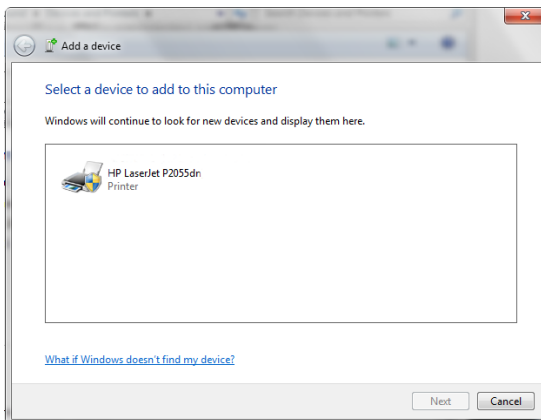 Add a device
Select a device to add to this computer
Windows will continue to look for new devices and display them here.
HP LaserJet P2055dn
Printer
What if Windows doesn't find my device?
Next
Cancel